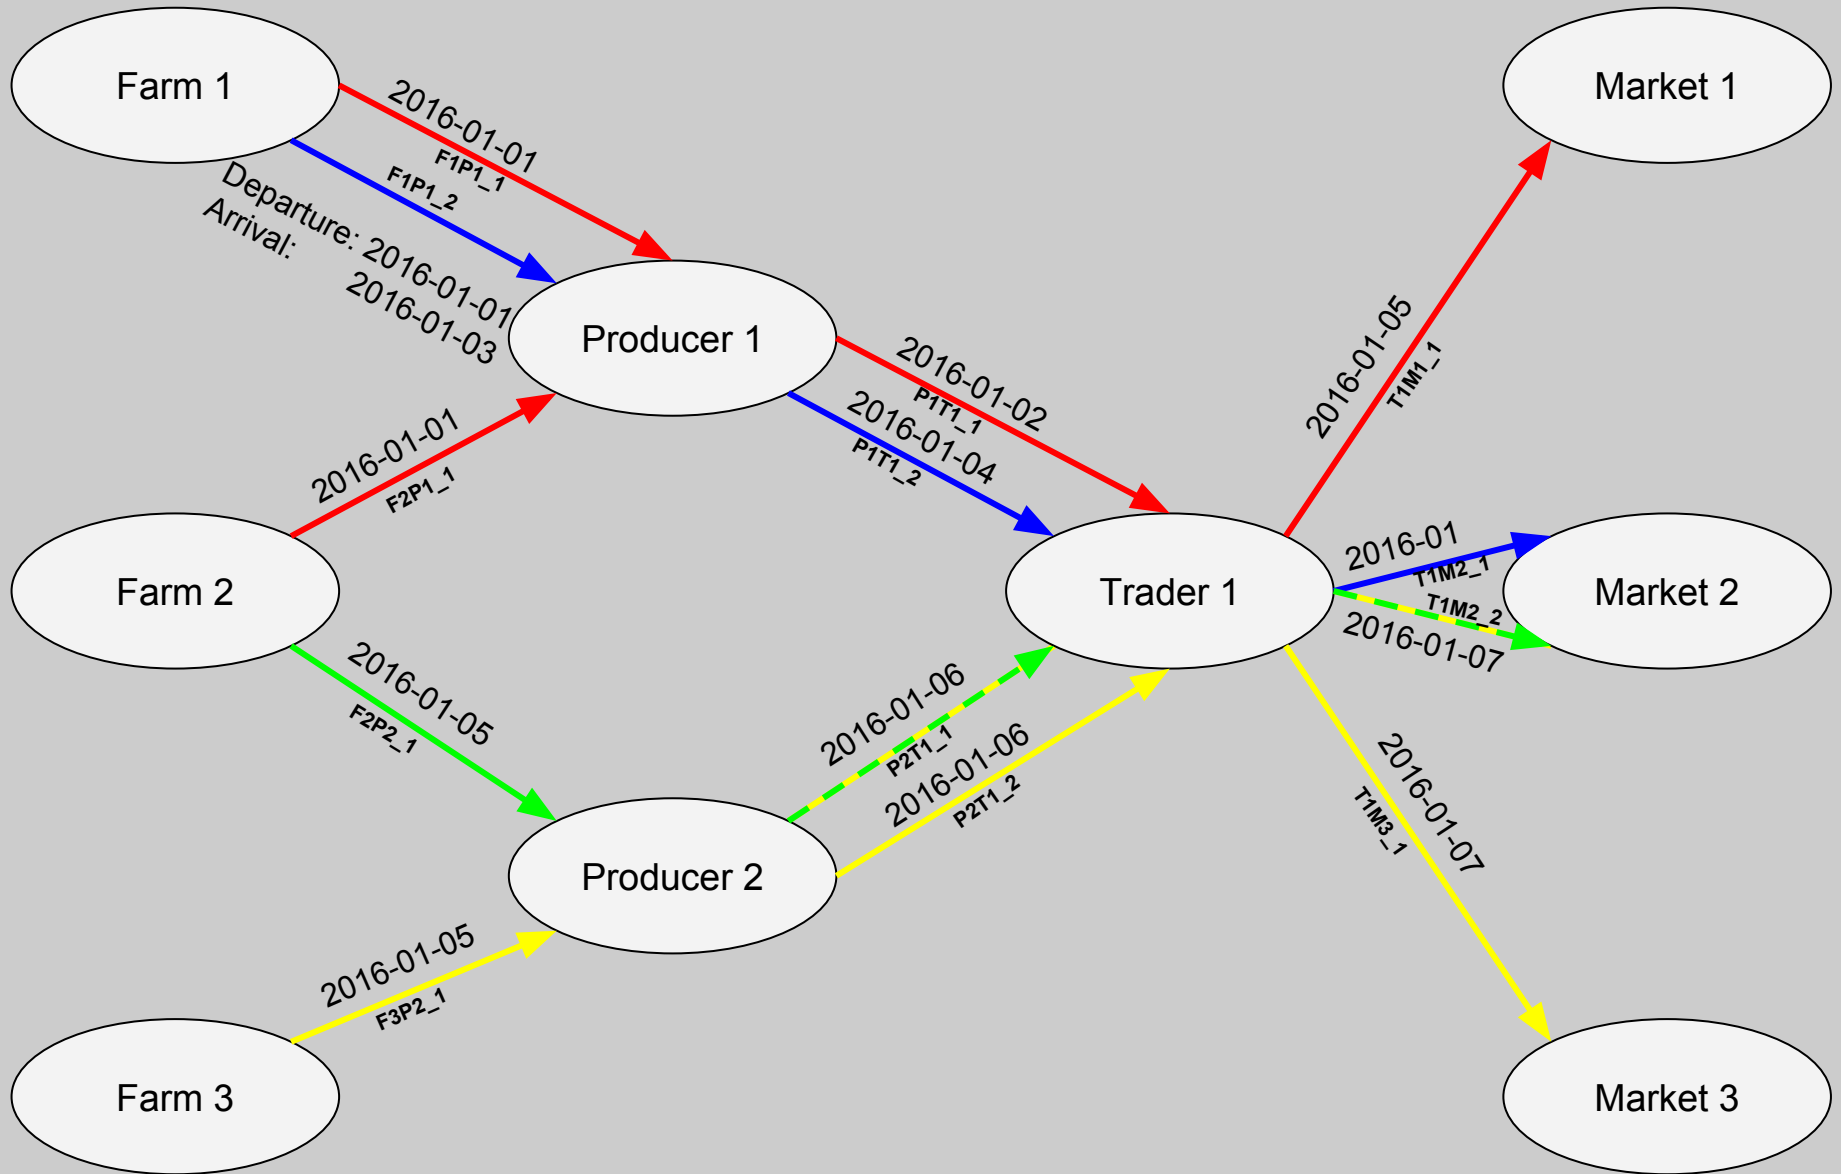 Farm 1
Market 1
2016-01-01
F1P1_1
F1P1_2
Departure: 2016-01-01
Arrival:
2016-01-03
Producer 1
2016-01-02
P1T1_1
2016-01-04
P1T1_2
2016-01-05
T1M1_1
2016-01-01
F2P1_1
Farm 2
Trader 1
2016-01
T1M2_1
T1M2_2
2016-01-07
Market 2
2016-01-05
F2P2_1
2016-01-06
P2T1_1
2016-01-06
P2T1_2
2016-01-07
T1M3_1
Producer 2
2016-01-05
F3P2_1
Farm 3
Market 3